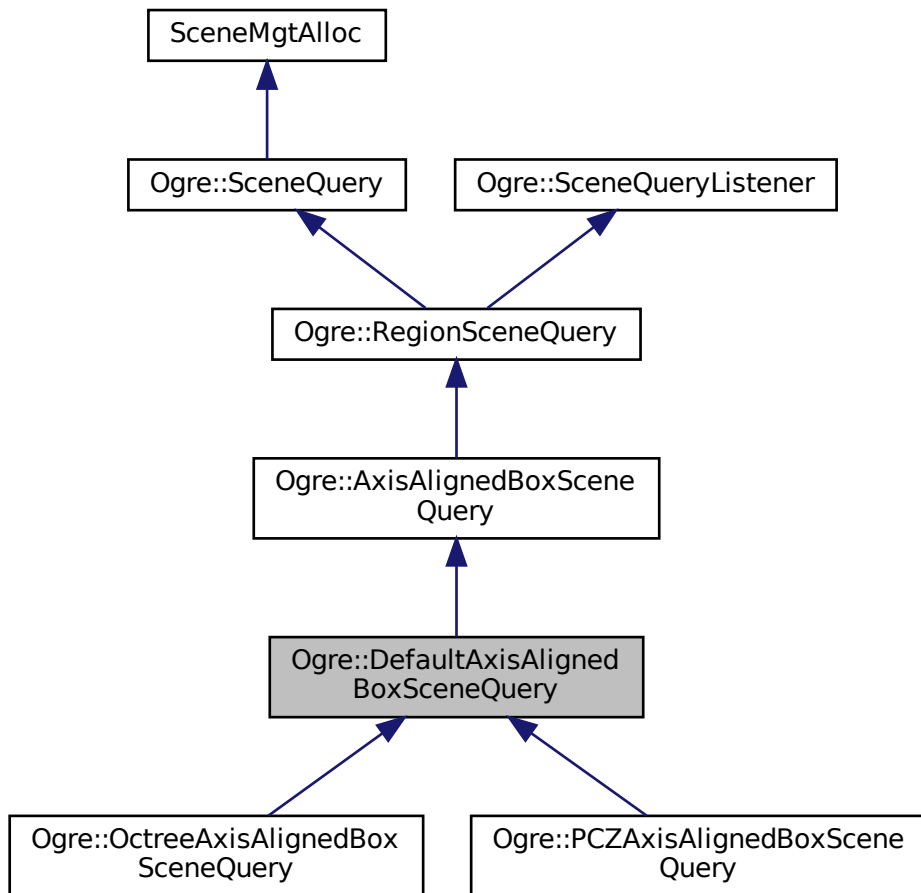 SceneMgtAlloc
Ogre::SceneQuery
Ogre::SceneQueryListener
Ogre::RegionSceneQuery
Ogre::AxisAlignedBoxScene
Query
Ogre::DefaultAxisAligned
BoxSceneQuery
Ogre::OctreeAxisAlignedBox
SceneQuery
Ogre::PCZAxisAlignedBoxScene
Query